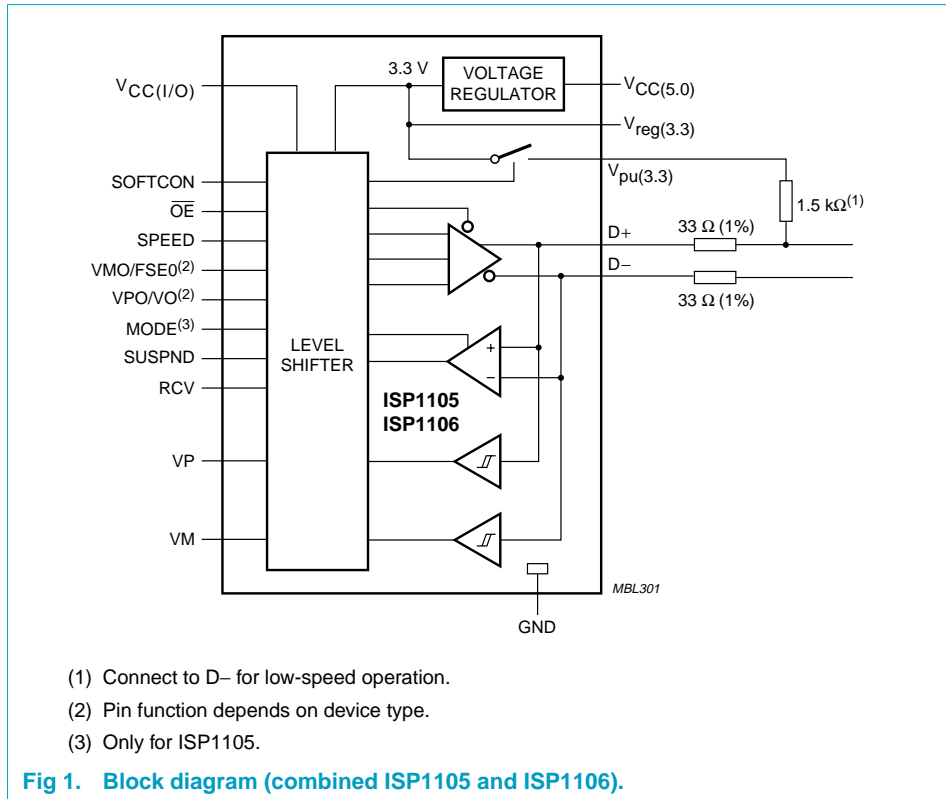 3.3 V
VOLTAGE
REGULATOR
VCC(I/O)
VCC(5.0)
Vreg(3.3)
Vpu(3.3)
SOFTCON
OE
SPEED
VMO/FSE0(2)
VPO/VO(2)
MODE(3)
SUSPND
RCV
VP
VM
LEVEL
SHIFTER
1.5 kΩ(1)
33 Ω (1%)
D+
D−
33 Ω (1%)
+
−
ISP1105
ISP1106
MBL301
GND
(1) Connect to D− for low-speed operation.
(2) Pin function depends on device type.
(3) Only for ISP1105.
Fig 1. Block diagram (combined ISP1105 and ISP1106).